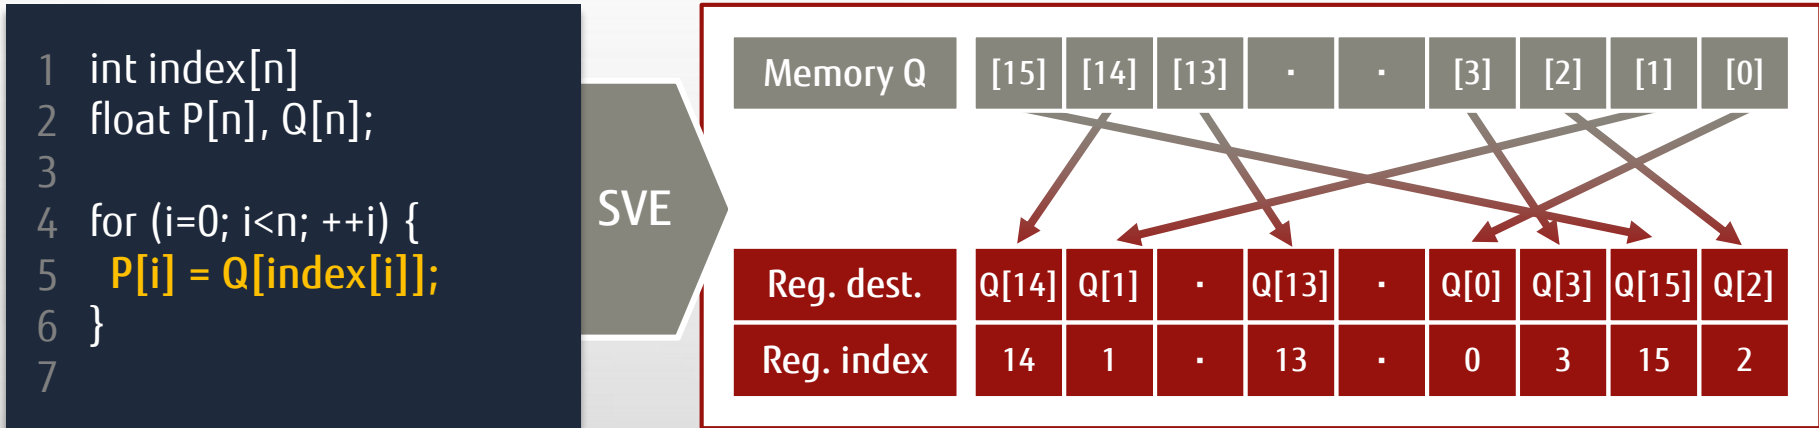 1 int index[n]
2 float P[n], Q[n];
3
4 for (i=0; i<n; ++i) {
5 P[i] = Q[index[i]];
6 }
7
SVE
Memory Q [15] [14] [13] · · [3] [2] [1] [0]
Reg. dest. Q[14] Q[1] · Q[13] · Q[0] Q[3] Q[15] Q[2]
Reg. index 14 1 · 13 · 0 3 15 2